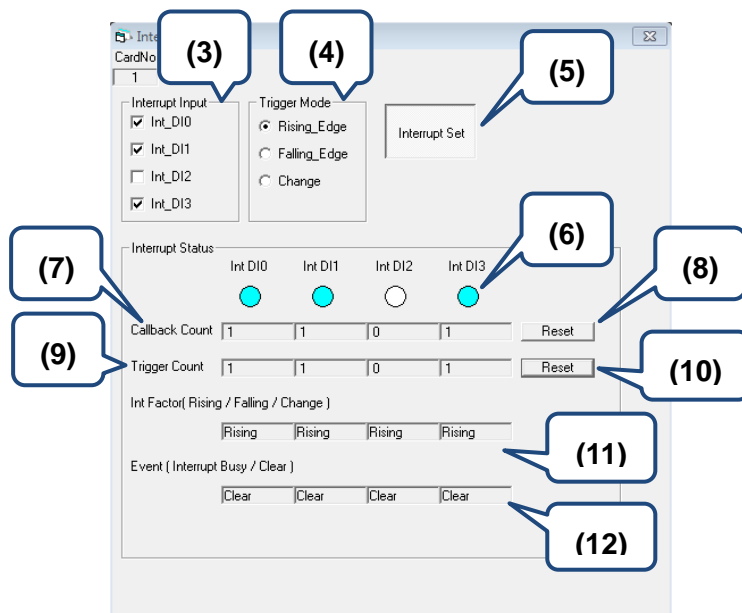 Inte
CardNo
1
(3)
(4)
(5)
Interrupt Input
Int_DI0
Int_DI1
Int_DI2
Int_DI3
Trigger Mode
Rising_Edge
Falling_Edge
Change
Interrupt Set
(6)
(7)
(8)
Interrupt Status
Int DI0 Int DI1 Int DI2 Int DI3
Callback Count 1 1 0 1 Reset
(9)
Trigger Count 1 1 0 1 Reset
(10)
Int Factor( Rising / Falling / Change )
Rising Rising Rising Rising
(11)
Event ( Interrupt Busy / Clear )
Clear Clear Clear Clear
(12)